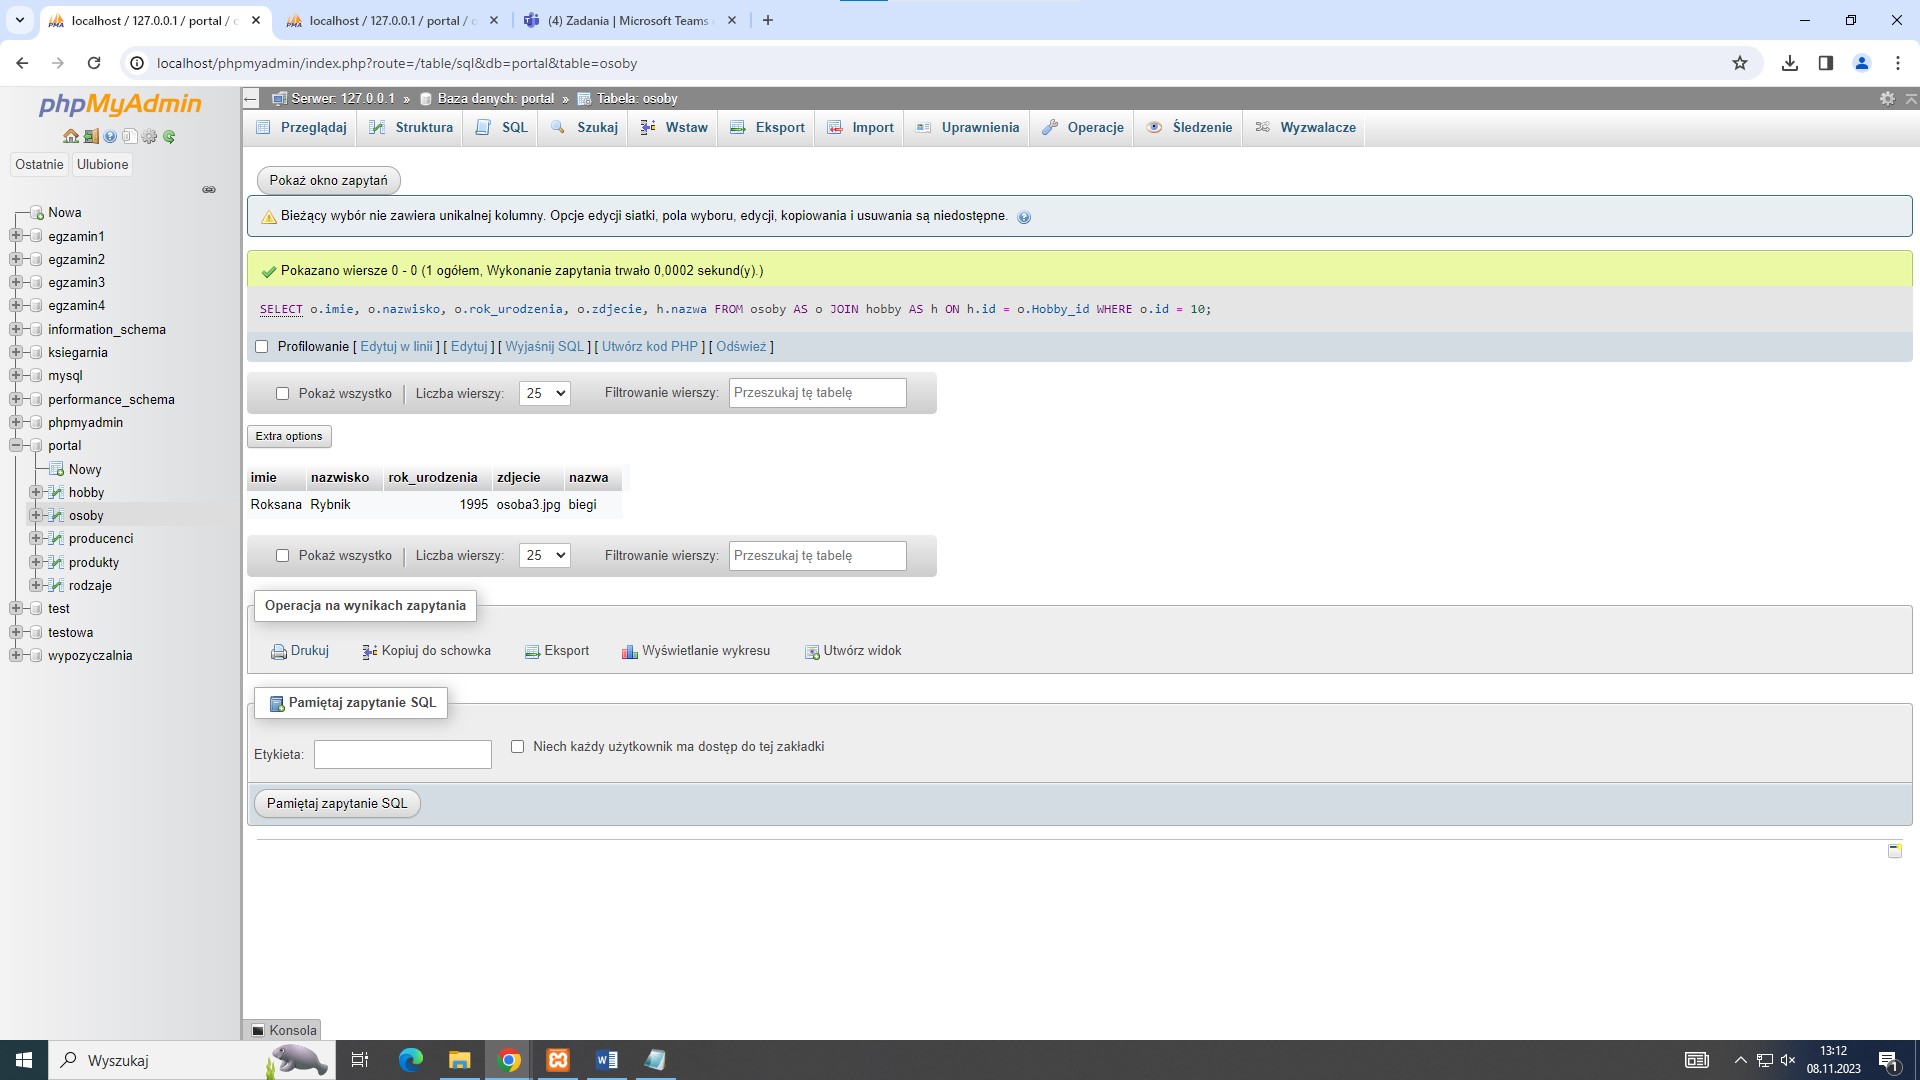 localhost / 127.0.0.1 / portal / o
localhost / 127.0.0.1 / portal / o
(4) Zadania | Microsoft Teams
localhost/phpmyadmin/index.php?route=/table/sql&db=portal&table=osoby
phpMyAdmin
Ostatnie
Ulubione
Nowa
egzamin1
egzamin2
egzamin3
egzamin4
information_schema
ksiegarnia
mysql
performance_schema
phpmyadmin
portal
Nowy
hobby
osoby
producenci
produkty
rodzaje
test
testowa
wypozyczalnia
Serwer: 127.0.0.1 » Baza danych: portal » Tabela: osoby
Przeglądaj Struktura SQL Szukaj Wstaw Eksport Import Uprawnienia Operacje Śledzenie Wyzwalacze
Pokaż okno zapytań
Bieżący wybór nie zawiera unikalnej kolumny. Opcje edycji siatki, pola wyboru, edycji, kopiowania i usuwania są niedostępne.
Pokazano wiersze 0 - 0 (1 ogółem, Wykonanie zapytania trwało 0,0002 sekund(y).)
SELECT o.imie, o.nazwisko, o.rok_urodzenia, o.zdjecie, h.nazwa FROM osoby AS o JOIN hobby AS h ON h.id = o.Hobby_id WHERE o.id = 10;
Profilowanie [ Edytuj w linii ] [ Edytuj ] [ Wyjaśnij SQL ] [ Utwórz kod PHP ] [ Odśwież ]
Pokaż wszystko | Liczba wierszy: 25 Filtrowanie wierszy: Przeszukaj tę tabelę
Extra options
imie nazwisko rok_urodzenia zdjecie nazwa
Roksana Rybnik 1995 osoba3.jpg biegi
Pokaż wszystko | Liczba wierszy: 25 Filtrowanie wierszy: Przeszukaj tę tabelę
Operacja na wynikach zapytania
Drukuj Kopiuj do schowka Eksport Wyświetlanie wykresu Utwórz widok
Pamiętaj zapytanie SQL
Etykieta: Niech każdy użytkownik ma dostęp do tej zakładki
Pamiętaj zapytanie SQL
Konsola
Wyszukaj
13:12
08.11.2023
1